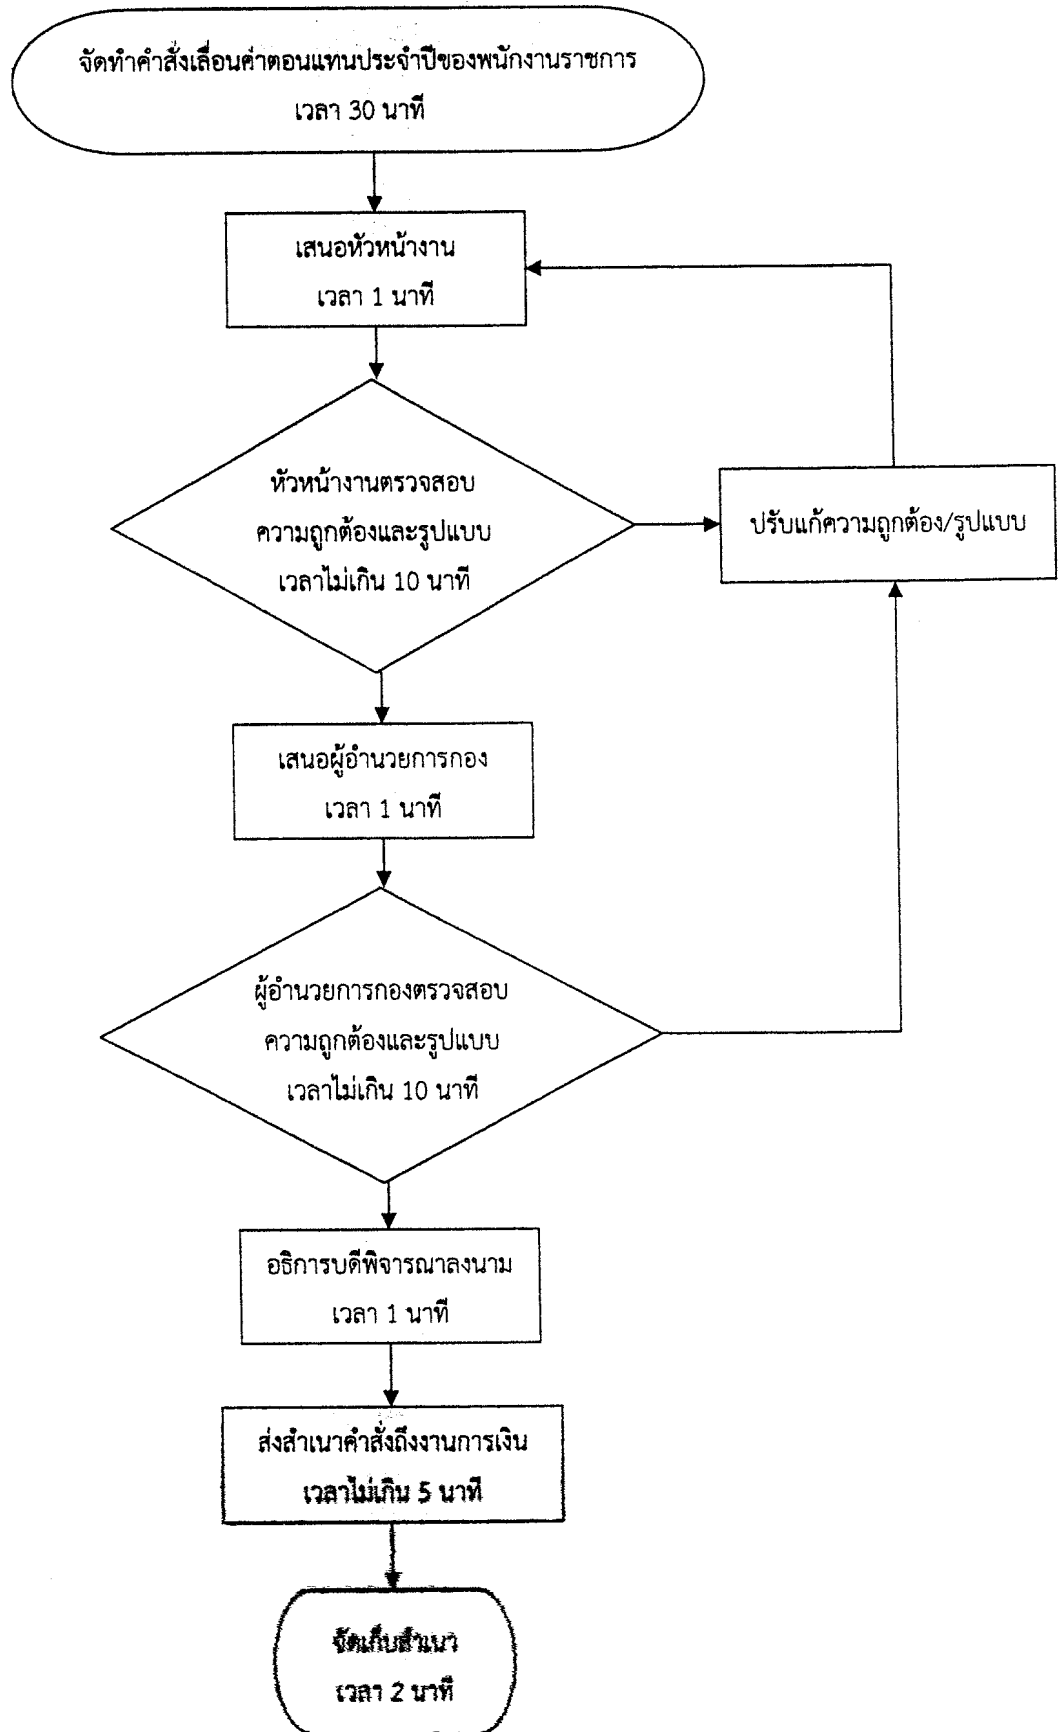 จัดทำคำสั่งเลื่อนค่าตอบแทนประจำปีของพนักงานราชการ
เวลา 30 นาที
เสนอหัวหน้างาน
เวลา 1 นาที
หัวหน้างานตรวจสอบ
ความถูกต้องและรูปแบบ
เวลาไม่เกิน 10 นาที
ปรับแก้ความถูกต้อง/รูปแบบ
เสนอผู้อำนวยการกอง
เวลา 1 นาที
ผู้อำนวยการกองตรวจสอบ
ความถูกต้องและรูปแบบ
เวลาไม่เกิน 10 นาที
อธิการบดีพิจารณาลงนาม
เวลา 1 นาที
ส่งสำเนาคำสั่งถึงงานการเงิน
เวลาไม่เกิน 5 นาที
จัดเก็บสำเนา
เวลา 2 นาที